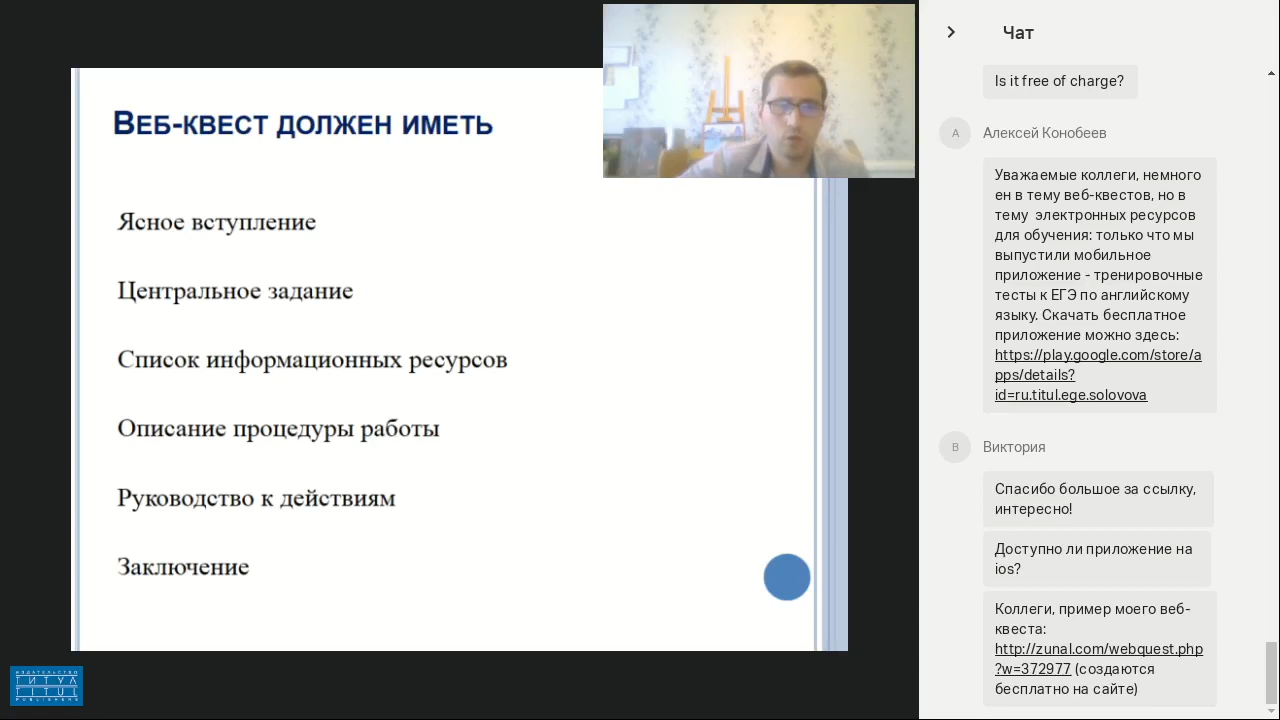 ВЕБ-КВЕСТ ДОЛЖЕН ИМЕТЬ
Ясное вступление
Центральное задание
Список информационных ресурсов
Описание процедуры работы
Руководство к действиям
Заключение
ИЗДАТЕЛЬСТВО
ТИТУЛ
TITUL
PUBLISHERS
Чат
Is it free of charge?
А
Алексей Конобеев
Уважаемые коллеги, немного
ен в тему веб-квестов, но в
тему электронных ресурсов
для обучения: только что мы
выпустили мобильное
приложение - тренировочные
тесты к ЕГЭ по английскому
языку. Скачать бесплатное
приложение можно здесь:
https://play.google.com/store/a
pps/details?
id=ru.titul.ege.solovova
В
Виктория
Спасибо большое за ссылку,
интересно!
Доступно ли приложение на
ios?
Коллеги, пример моего веб-
квеста:
http://zunal.com/webquest.php
?w=372977 (создаются
бесплатно на сайте)